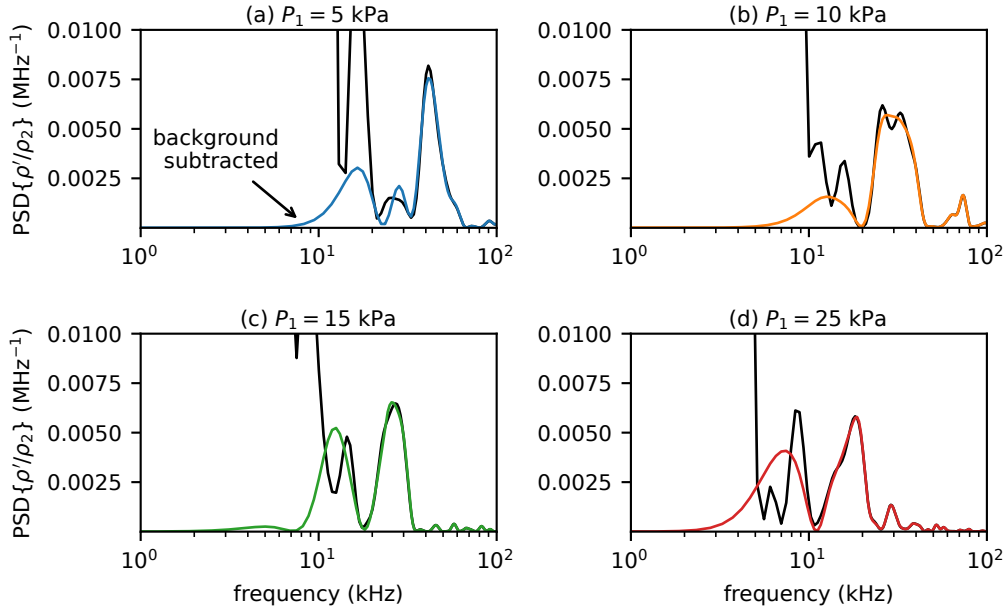 (a) P₁ = 5 kPa
(b) P₁ = 10 kPa
PSD{ρ′/ρ₂} (MHz⁻¹)
0.0100
0.0075
0.0050
0.0025
background
subtracted
10⁰ 10¹ 10²
0.0100
0.0075
0.0050
0.0025
10⁰ 10¹ 10²
(c) P₁ = 15 kPa
(d) P₁ = 25 kPa
PSD{ρ′/ρ₂} (MHz⁻¹)
0.0100
0.0075
0.0050
0.0025
10⁰ 10¹ 10²
frequency (kHz)
0.0100
0.0075
0.0050
0.0025
10⁰ 10¹ 10²
frequency (kHz)